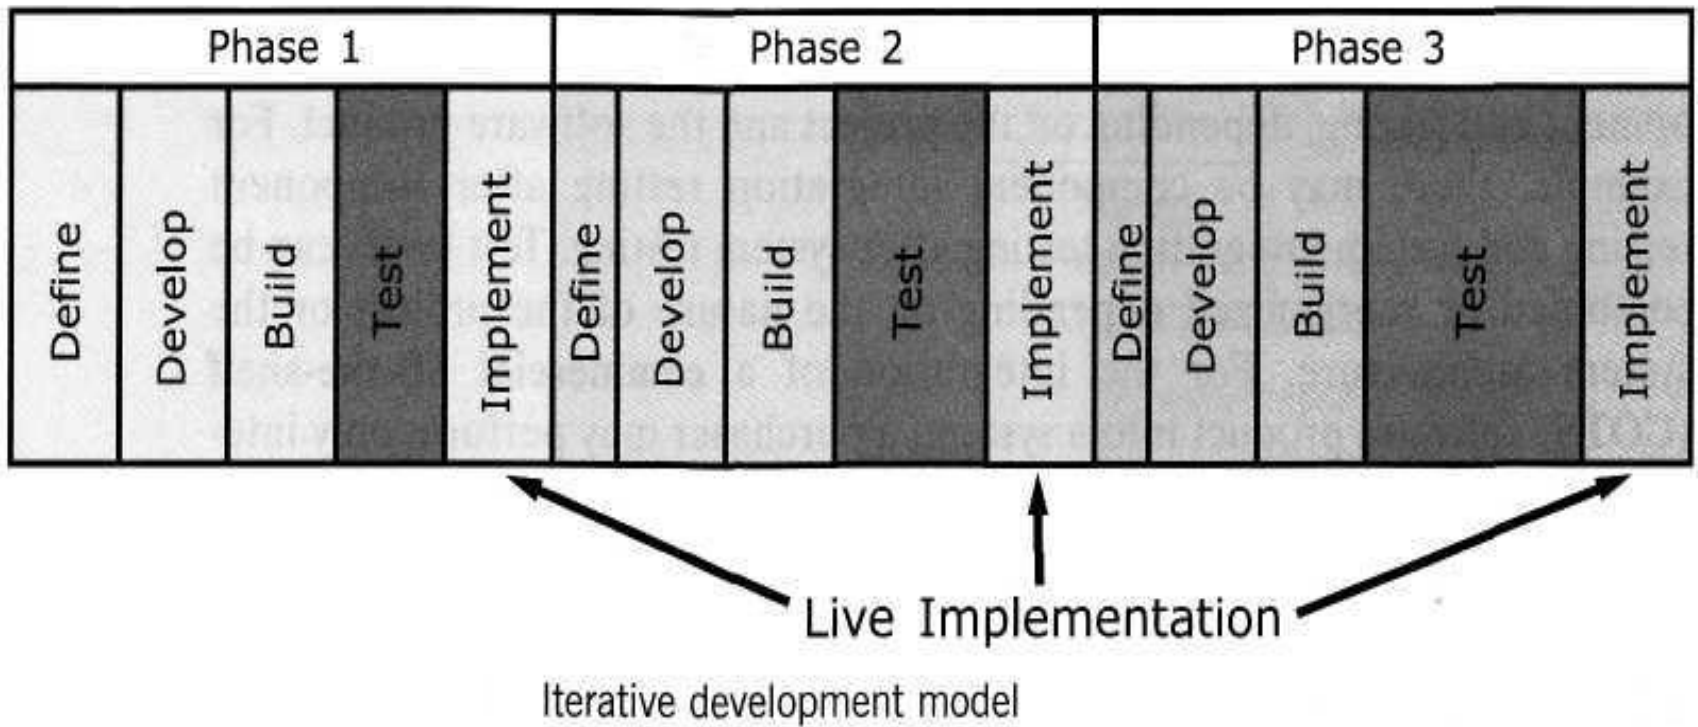 Phase 1
Phase 2
Phase 3
Define
Develop
Build
Test
Implement
Define
Develop
Build
Test
Implement
Define
Develop
Build
Test
Implement
Live Implementation
Iterative development model